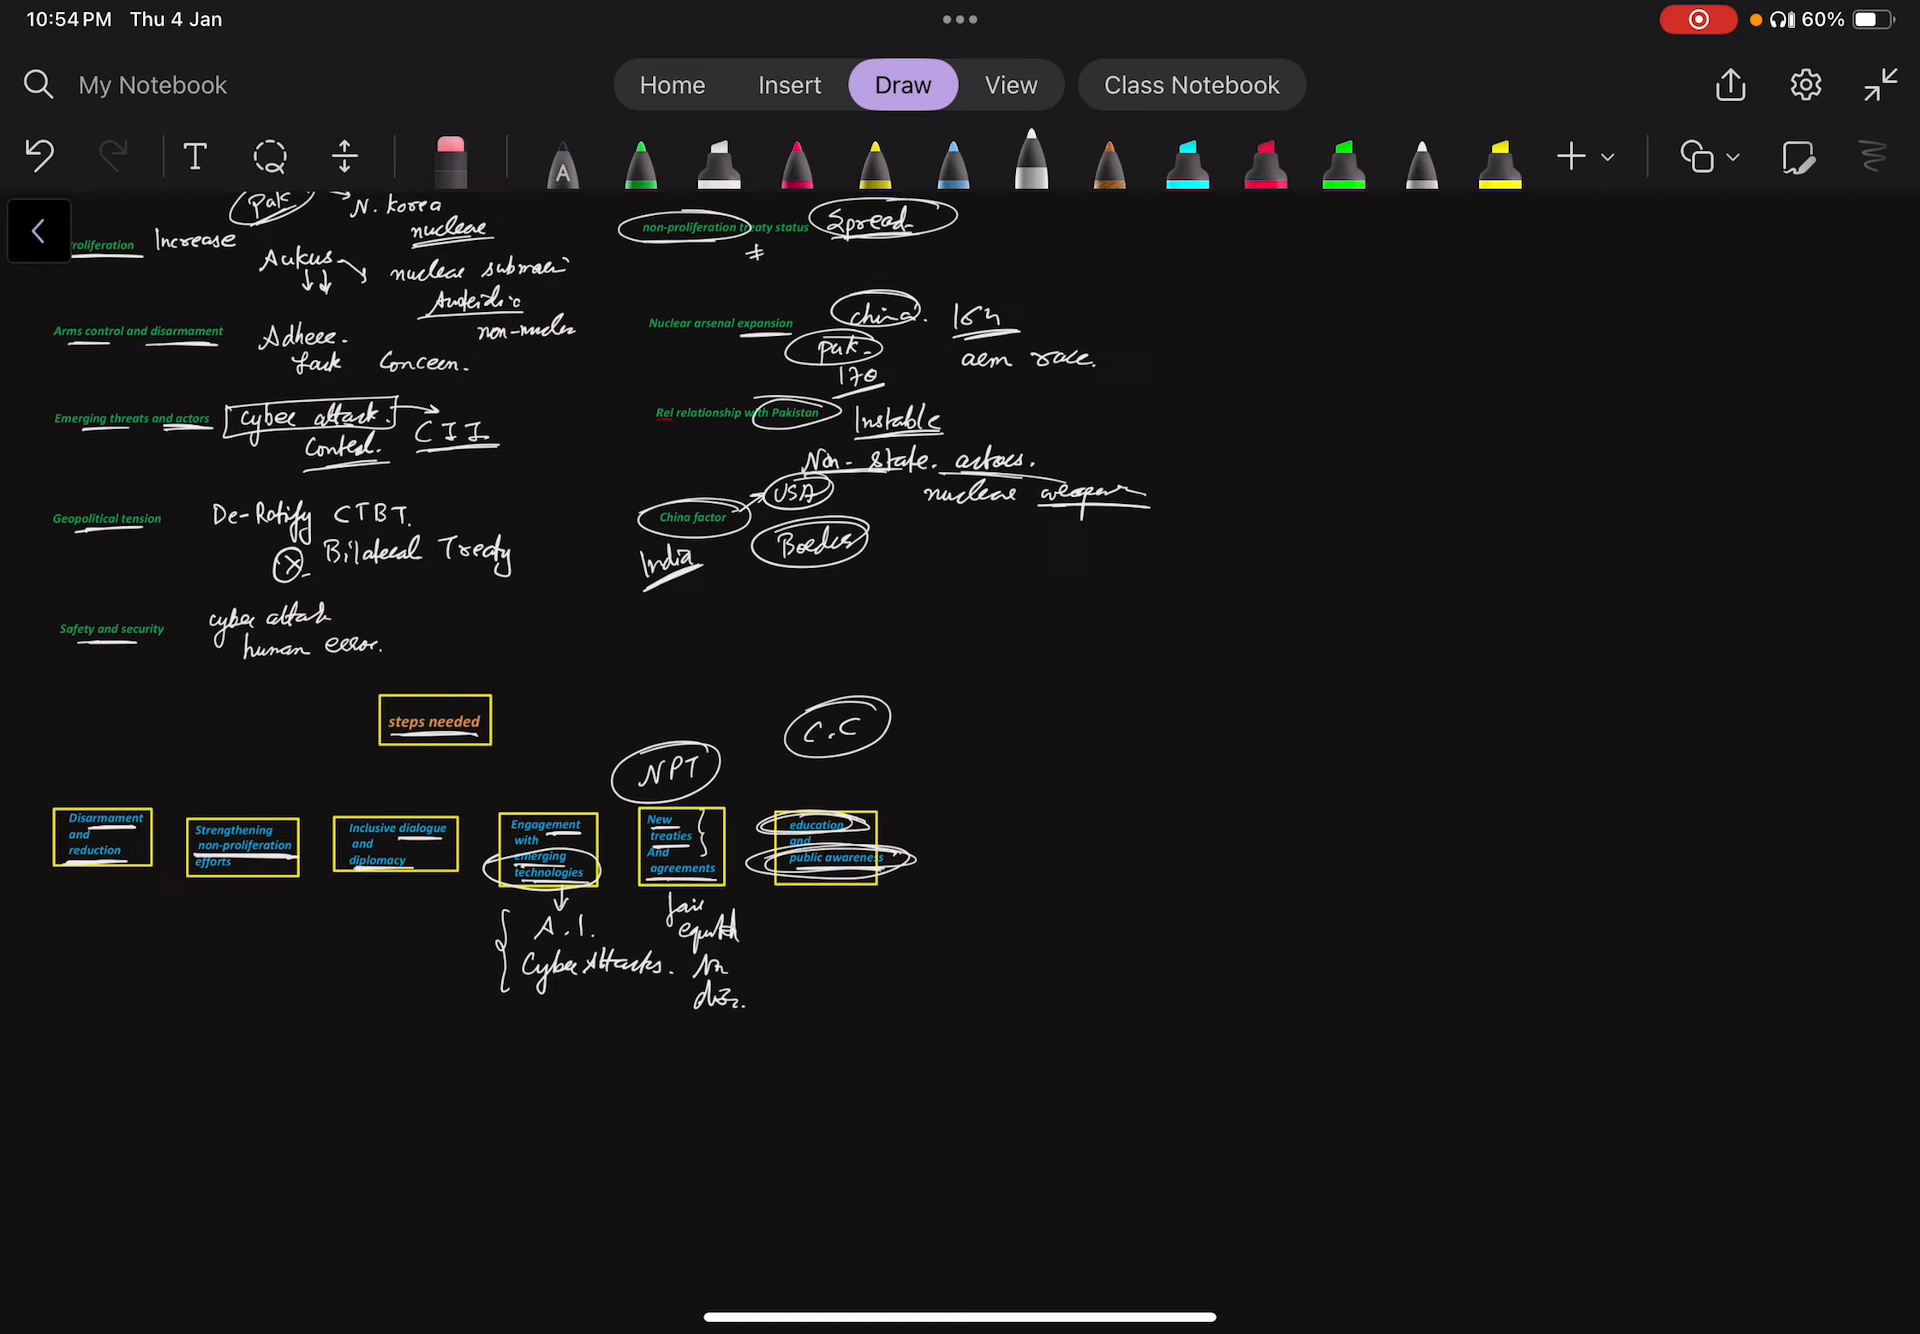 10:54 PM Thu 4 Jan
60%
My Notebook
Home Insert Draw View Class Notebook
T
A
Pak → N. Korea
nuclear
roliferation Increase
Aukus
nuclear
non-
Arms control and disarmament
Adhere.
Lack Concern.
Emerging threats and actors
Cyber attack.
Control.
CII
Geopolitical tension
De-Ratify CTBT.
Bilateral Treaty
Safety and security
cyber attack
human error.
non-proliferation treaty status
Spread
≠
Nuclear arsenal expansion
China.
Pak.
170
arm race.
Rel relationship with Pakistan
Instable
Non-State. actors.
nuclear weapon
China factor
USA
Border
India
steps needed
C.C
NPT
Disarmament
and
reduction
Strengthening
non-proliferation
efforts
Inclusive dialogue
and
diplomacy
Engagement
with
emerging
technologies
A.I.
Cyber Attacks.
New
treaties
And
agreements
fair
education
and
public awareness